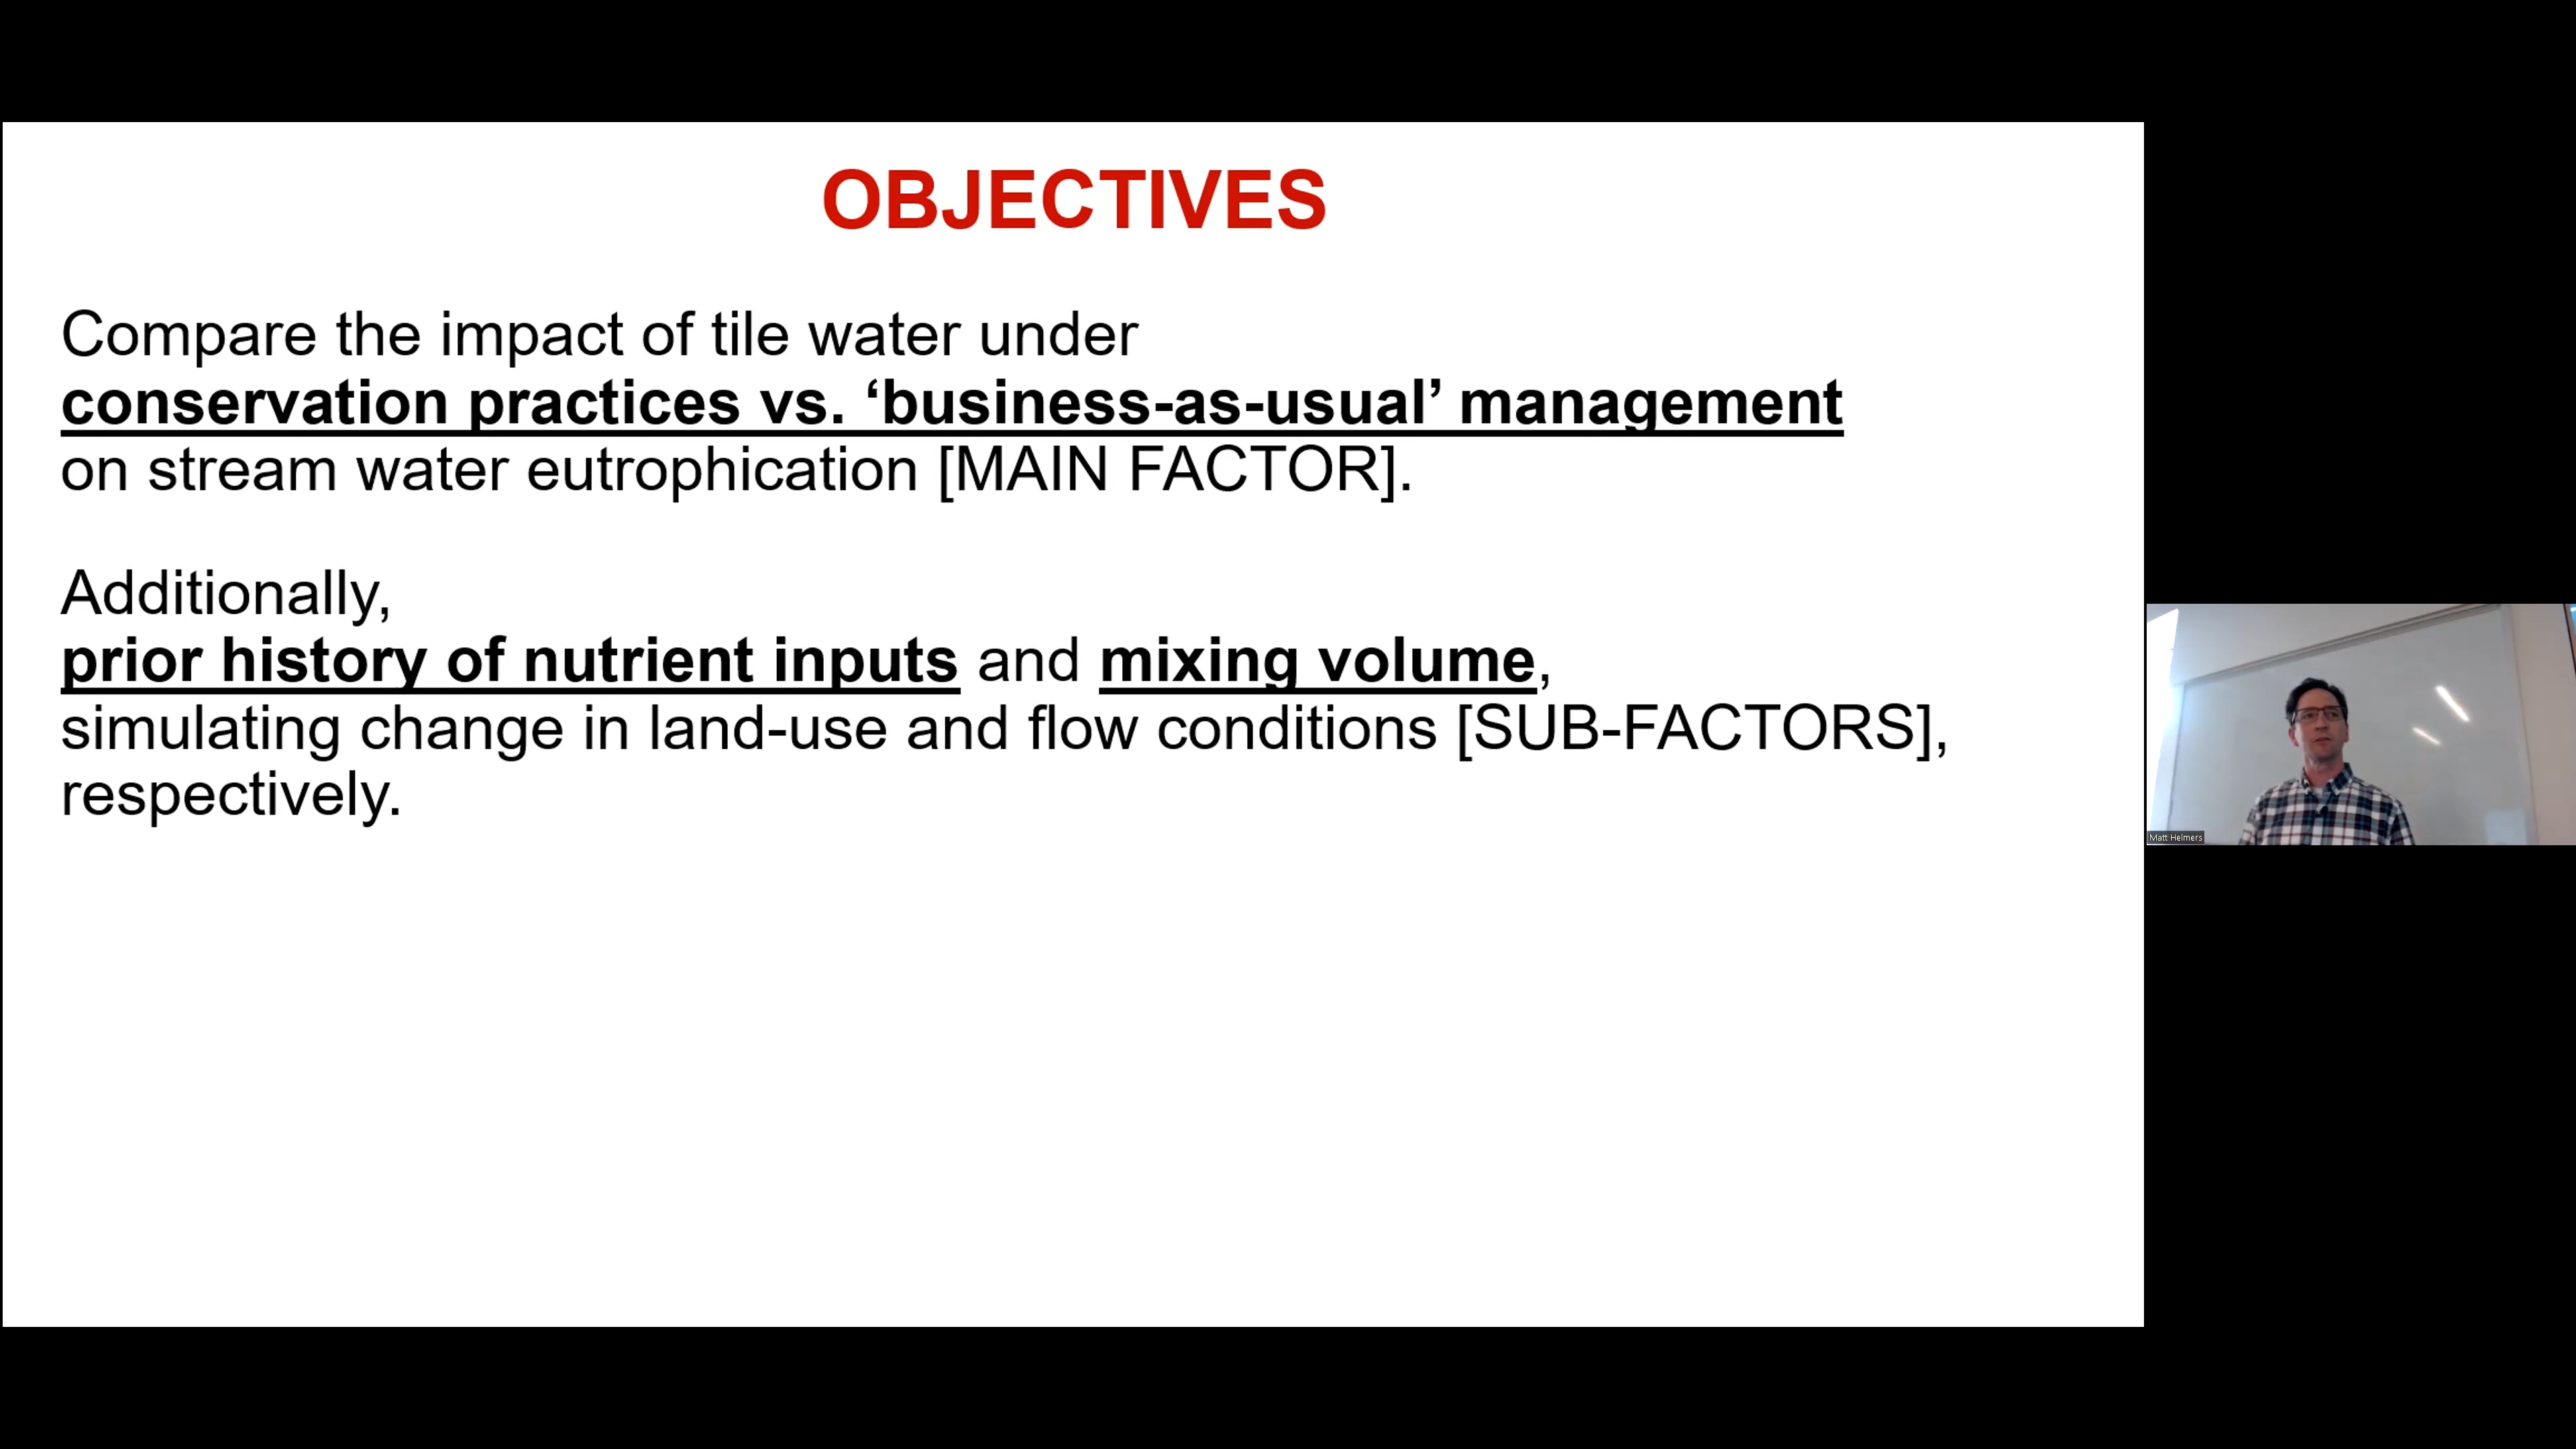 OBJECTIVES
Compare the impact of tile water under
conservation practices vs. ‘business-as-usual’ management
on stream water eutrophication [MAIN FACTOR].
Additionally,
prior history of nutrient inputs and mixing volume,
simulating change in land-use and flow conditions [SUB-FACTORS],
respectively.
Matt Helmers